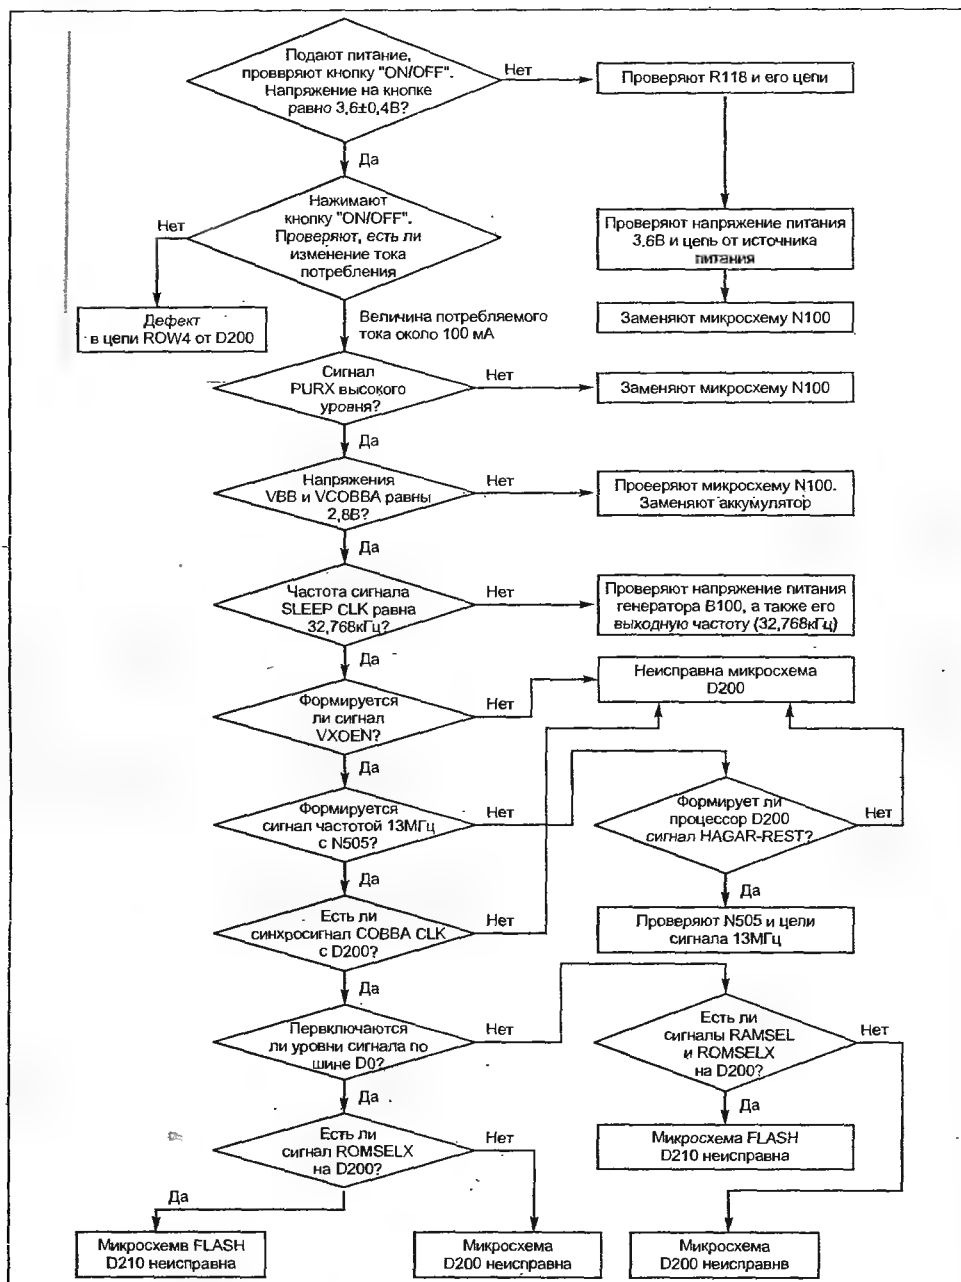 Подают питание,
проввряют кнопку "ON/OFF".
Напряжение на кнопке
равно 3,6±0,4В?
Нет
Проверяют R118 и его цепи
Да
Нажимают
кнопку "ON/OFF".
Проверяют, есть ли
изменение тока
потребления
Нет
Проверяют напряжение питания
3,6В и цепь от источника
питания
Дефект
в цепи ROW4 от D200
Величина потребляемого
тока около 100 мА
Заменяют микросхему N100
Сигнал
PURX высокого
уровня?
Нет
Заменяют микросхему N100
Да
Напряжения
VBB и VCOBBA равны
2,8В?
Нет
Проверяют микросхему N100.
Заменяют аккумулятор
Да
Частота сигнала
SLEEP CLK равна
32,768кГц?
Нет
Проверяют напряжение питания
генератора В100, а также его
выходную частоту (32,768кГц)
Да
Формируется
ли сигнал
VXOEN?
Нет
Неисправна микросхема
D200
Да
Формируется
сигнал частотой 13МГц
с N505?
Нет
Формирует ли
процессор D200
сигнал HAGAR-REST?
Нет
Да
Да
Проверяют N505 и цели
сигнала 13МГц
Есть ли
синхросигнал COBBA CLK
с D200?
Нет
Да
Первключаются
ли уровни сигнала по
шине D0?
Нет
Есть ли
сигналы RAMSEL
и ROMSELX
на D200?
Нет
Да
Да
Микросхема FLASH
D210 неисправна
Есть ли
сигнал ROMSELX
на D200?
Нет
Да
Микросхемв FLASH
D210 неисправна
Микросхема
D200 неисправна
Микросхема
D200 неисправнв